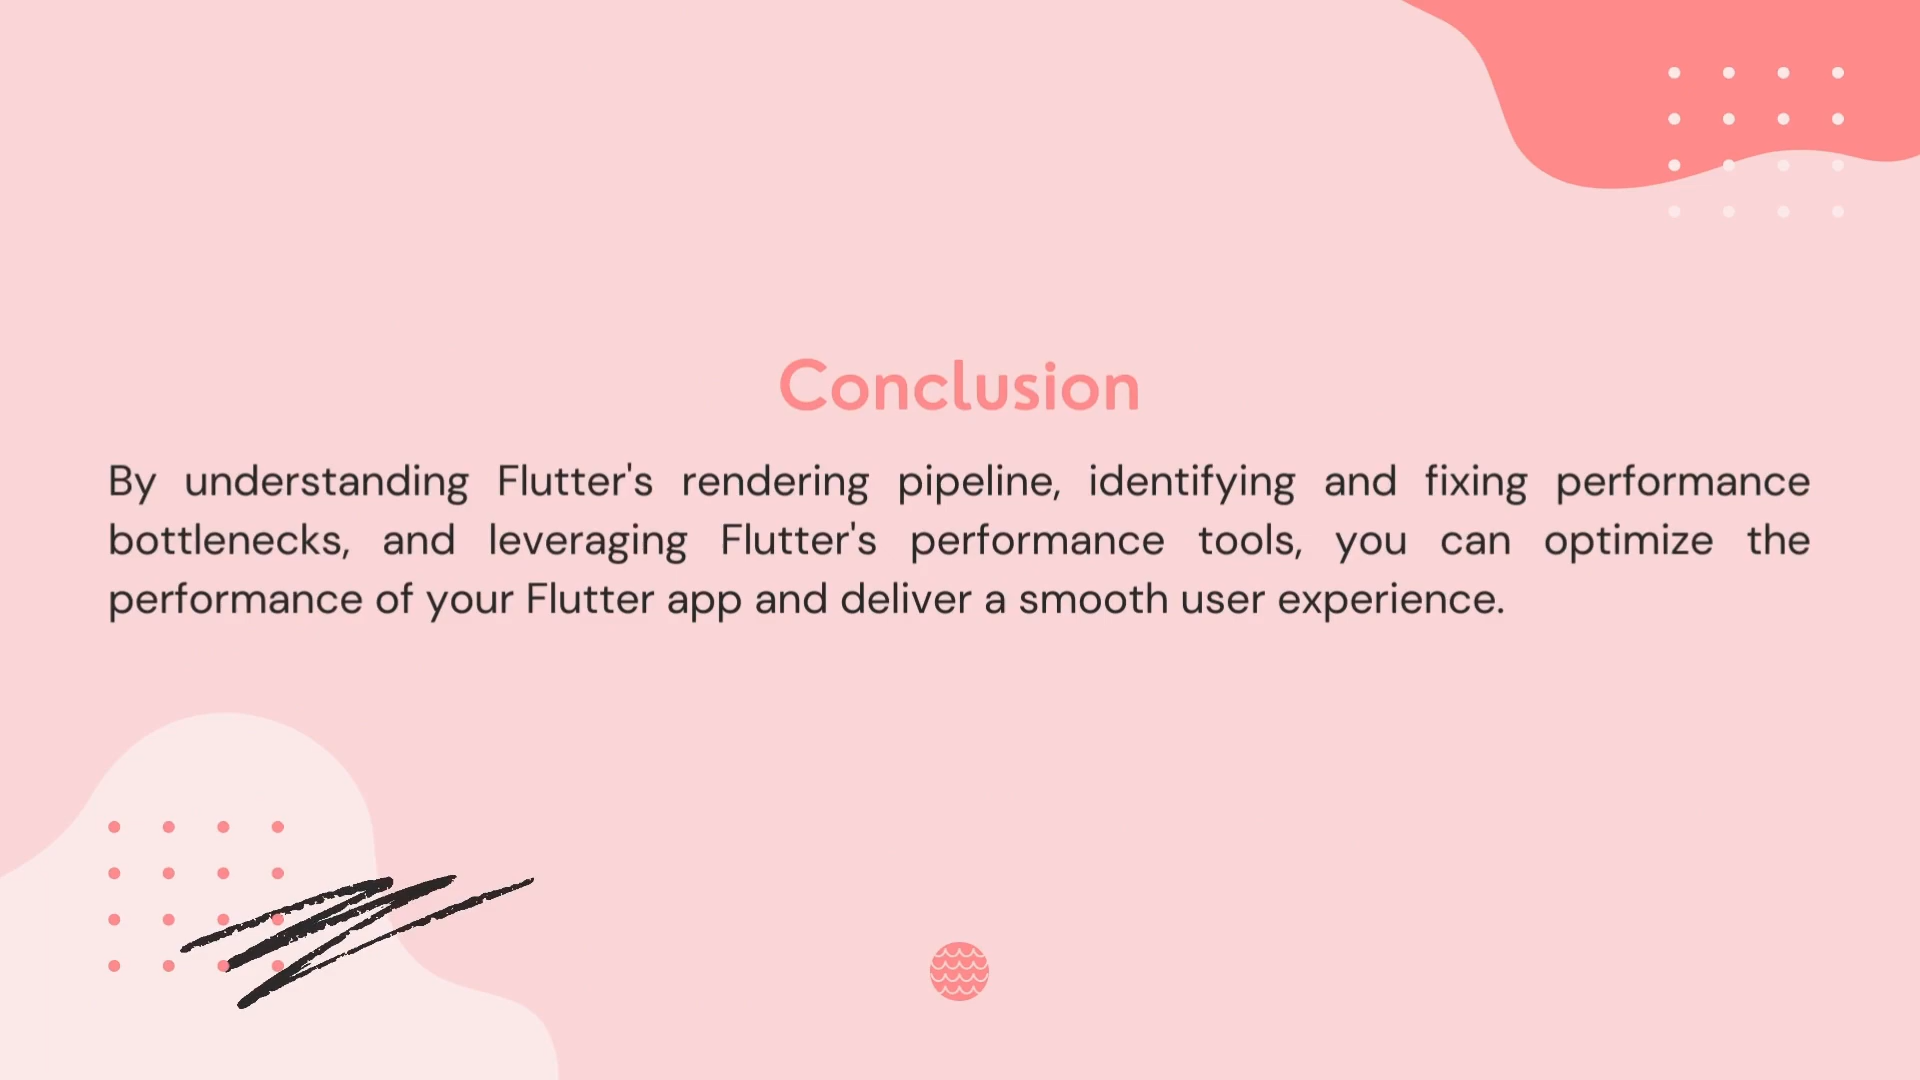 Conclusion
By understanding Flutter's rendering pipeline, identifying and fixing performance
bottlenecks, and leveraging Flutter's performance tools, you can optimize the
performance of your Flutter app and deliver a smooth user experience.